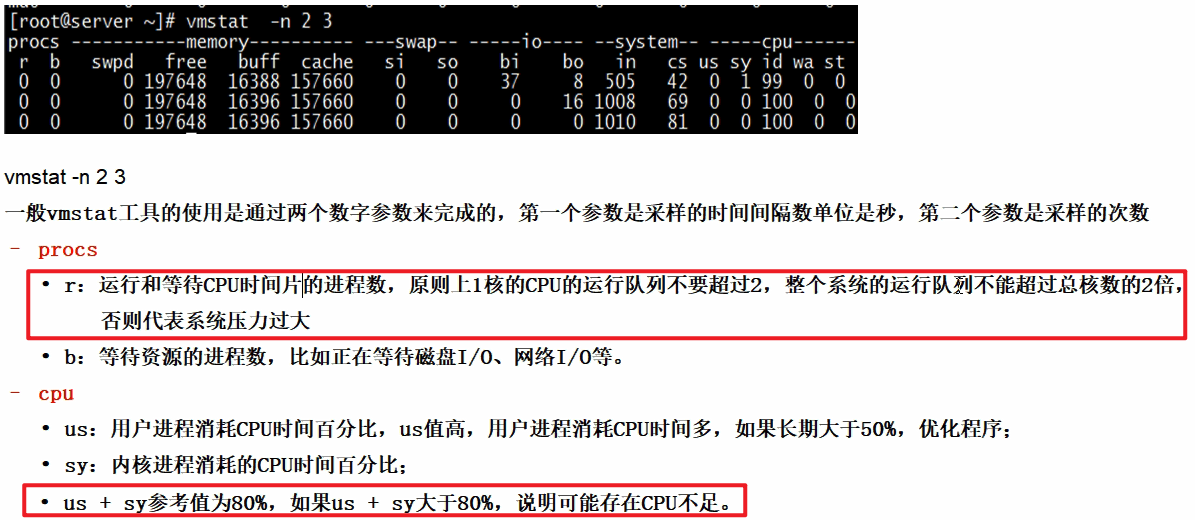 [root@server ~]# vmstat  -n 2 3
procs -----------memory---------- ---swap-- -----io---- --system-- -----cpu------
 r  b   swpd   free   buff  cache   si   so    bi    bo   in   cs us sy id wa st
 0  0      0 197648  16388 157660    0    0    37     8  505   42  0  1 99  0  0
 0  0      0 197648  16396 157660    0    0     0    16 1008   69  0  0 100  0  0
 0  0      0 197648  16396 157660    0    0     0     0 1010   81  0  0 100  0  0
vmstat -n 2 3
一般vmstat工具的使用是通过两个数字参数来完成的，第一个参数是采样的时间间隔数单位是秒，第二个参数是采样的次数
- procs
• r：运行和等待CPU时间片的进程数，原则上1核的CPU的运行队列不要超过2，整个系统的运行队列不能超过总核数的2倍，
否则代表系统压力过大
• b：等待资源的进程数，比如正在等待磁盘I/O、网络I/O等。
- cpu
• us：用户进程消耗CPU时间百分比，us值高，用户进程消耗CPU时间多，如果长期大于50%，优化程序；
• sy：内核进程消耗的CPU时间百分比；
• us + sy参考值为80%，如果us + sy大于80%，说明可能存在CPU不足。